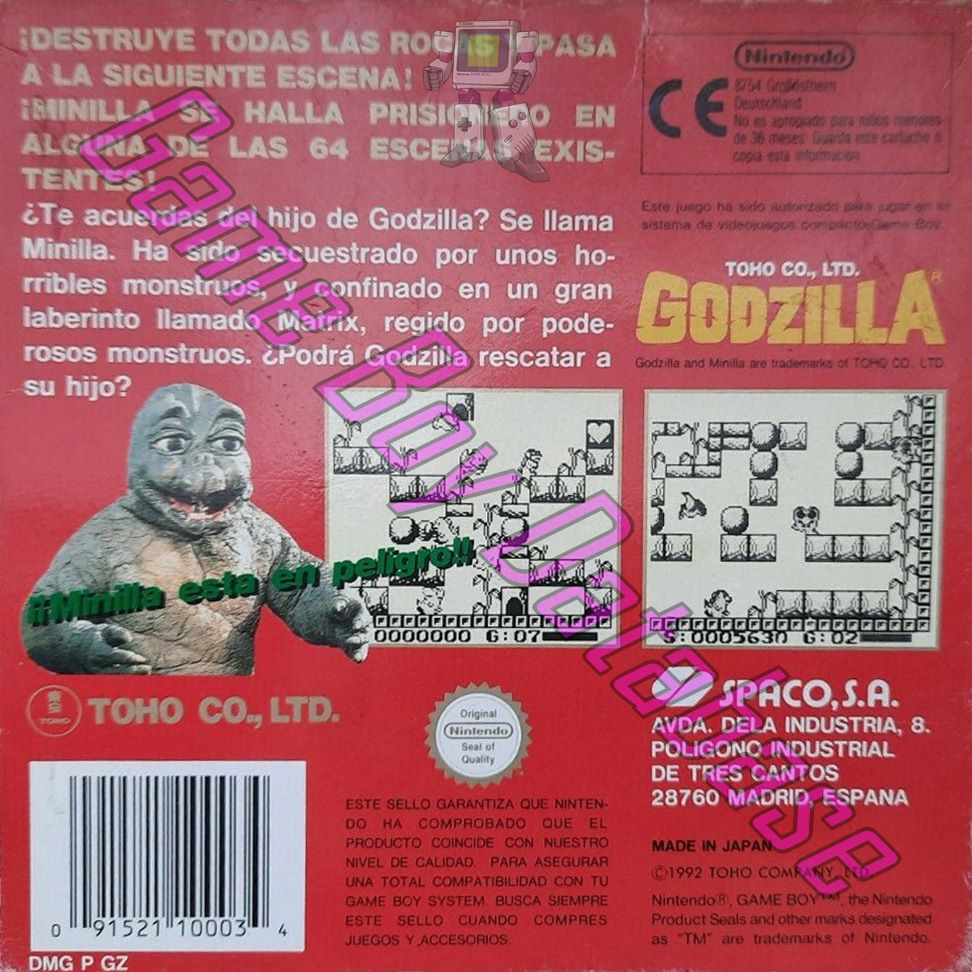 ¡DESTRUYE TODAS LAS ROCAS Y PASA
A LA SIGUIENTE ESCENA!
¡MINILLA SE HALLA PRISIONERO EN
ALGUNA DE LAS 64 ESCENAS EXIS-
TENTES!
¿Te acuerdas del hijo de Godzilla? Se llama
Minilla. Ha sido secuestrado por unos ho-
rribles monstruos, y confinado en un gran
laberinto llamado Matrix, regido por pode-
rosos monstruos. ¿Podrá Godzilla rescatar a
su hijo?
Nintendo
CE
8754 Großostheim
Deutschland
No es apropiado para niños menores
de 36 meses. Guarda este cartucho o
copia esta información.
Este juego ha sido autorizado para jugar en el
sistema de videojuegos compacto Game Boy.
TOHO CO., LTD.
GODZILLA®
Godzilla and Minilla are trademarks of TOHO CO., LTD.
¡¡Minilla esta en peligro!!
0000000 G:07
S:0005630 G:02
TOHO
TOHO CO., LTD.
Original
Nintendo
Seal of
Quality
SPACO, S.A.
AVDA. DELA INDUSTRIA, 8.
POLIGONO INDUSTRIAL
DE TRES CANTOS
28760 MADRID, ESPANA
ESTE SELLO GARANTIZA QUE NINTEN-
DO HA COMPROBADO QUE EL
PRODUCTO COINCIDE CON NUESTRO
NIVEL DE CALIDAD. PARA ASEGURAR
UNA TOTAL COMPATIBILIDAD CON TU
GAME BOY SYSTEM. BUSCA SIEMPRE
ESTE SELLO CUANDO COMPRES
JUEGOS Y ACCESORIOS.
MADE IN JAPAN
©1992 TOHO COMPANY, LTD.
Nintendo®, GAME BOY™, the Nintendo
Product Seals and other marks designated
as "TM" are trademarks of Nintendo.
0 91521 10003 4
DMG P GZ
Game Boy Database